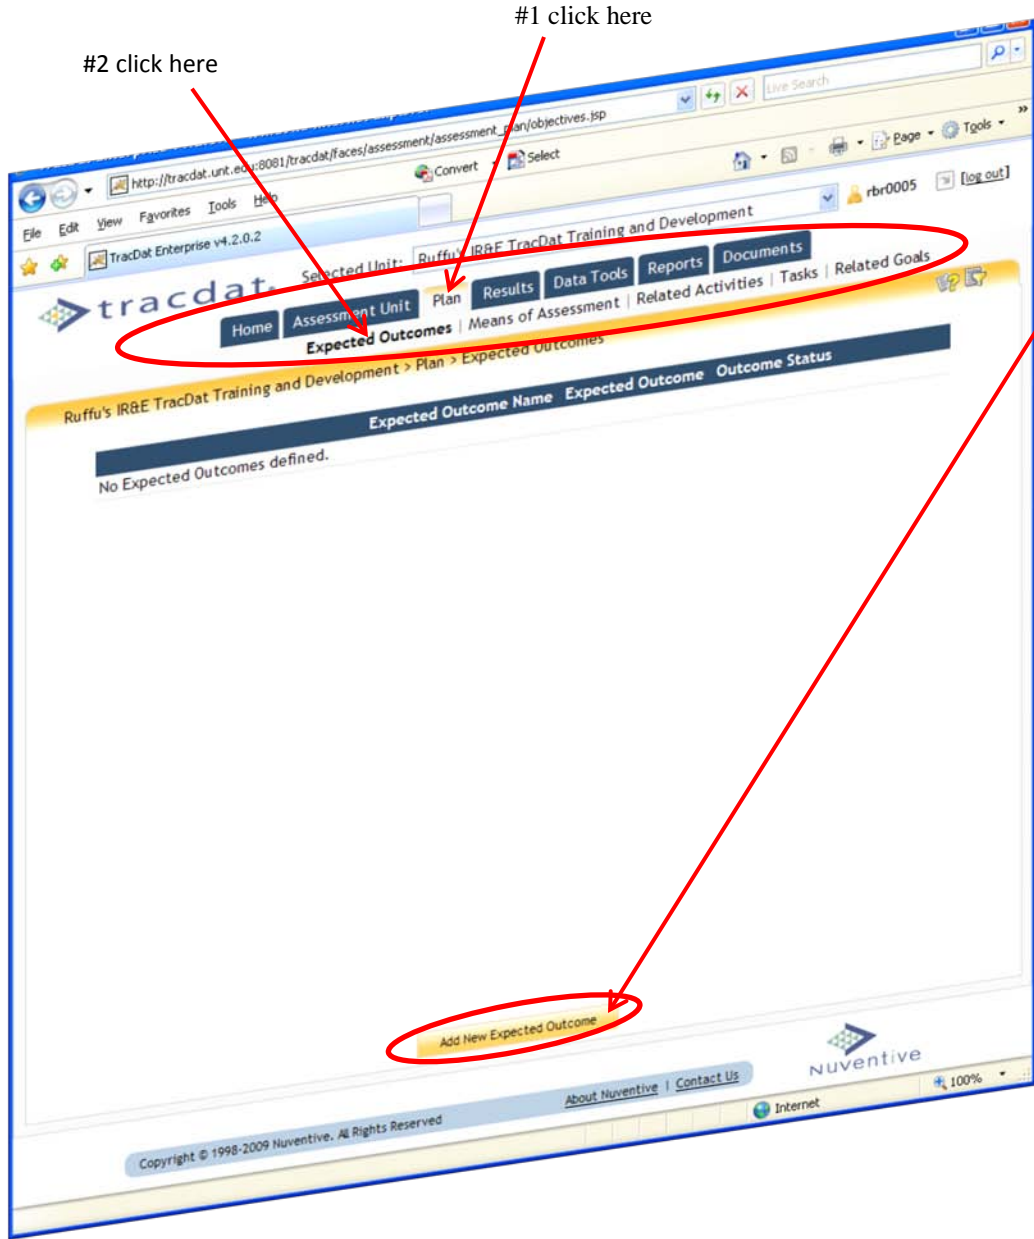 #1 click here
#2 click here
Live Search
http://tracdat.unt.edu:8081/tracdat/faces/assessment/assessment_plan/objectives.jsp
File Edit View Favorites Tools Help
Convert Select
TracDat Enterprise v4.2.0.2
Page Tools »
tracdat.
Selected Unit: Ruffu's IR&E TracDat Training and Development
rbr0005 [log out]
Home Assessment Unit Plan Results Data Tools Reports Documents
Expected Outcomes | Means of Assessment | Related Activities | Tasks | Related Goals
Ruffu's IR&E TracDat Training and Development > Plan > Expected Outcomes
Expected Outcome Name Expected Outcome Outcome Status
No Expected Outcomes defined.
Add New Expected Outcome
Nuventive
About Nuventive | Contact Us
Copyright © 1998-2009 Nuventive. All Rights Reserved
Internet 100%